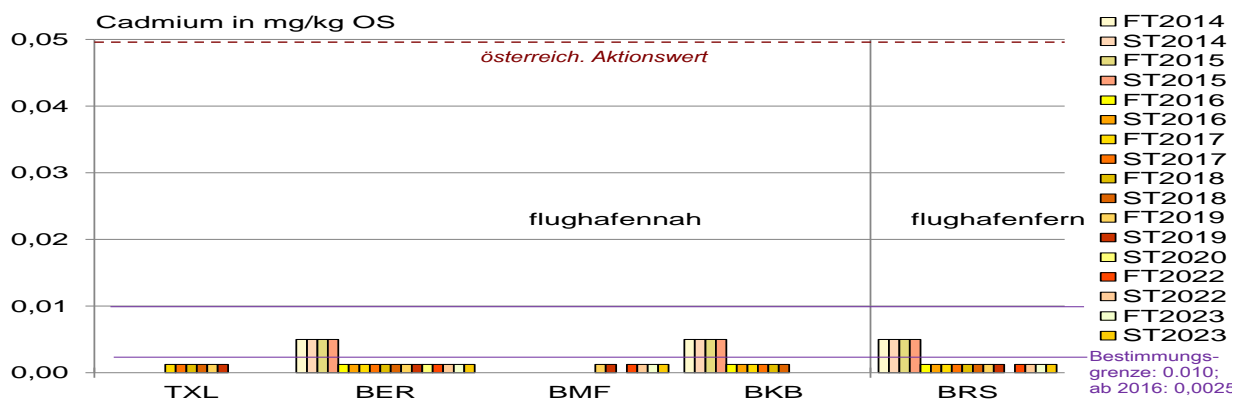 Cadmium in mg/kg OS
0,05
0,04
0,03
0,02
0,01
0,00
österreich. Aktionswert
flughafennah
flughafenfern
TXL
BER
BMF
BKB
BRS
FT2014
ST2014
FT2015
ST2015
FT2016
ST2016
FT2017
ST2017
FT2018
ST2018
FT2019
ST2019
ST2020
FT2022
ST2022
FT2023
ST2023
Bestimmungs-
grenze: 0.010;
ab 2016: 0,0025